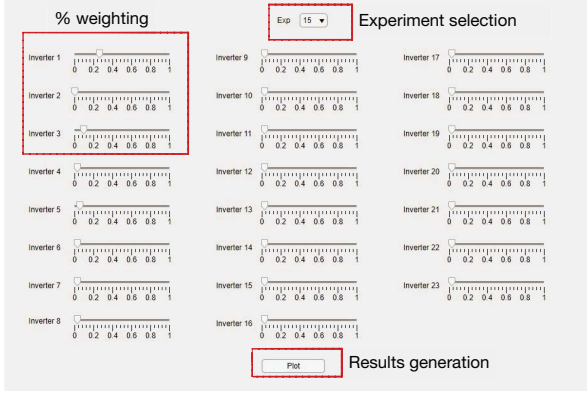 % weighting
Exp 15 Experiment selection
Inverter 1
0 0.2 0.4 0.6 0.8 1
Inverter 2
0 0.2 0.4 0.6 0.8 1
Inverter 3
0 0.2 0.4 0.6 0.8 1
Inverter 4
0 0.2 0.4 0.6 0.8 1
Inverter 5
0 0.2 0.4 0.6 0.8 1
Inverter 6
0 0.2 0.4 0.6 0.8 1
Inverter 7
0 0.2 0.4 0.6 0.8 1
Inverter 8
0 0.2 0.4 0.6 0.8 1
Inverter 9
0 0.2 0.4 0.6 0.8 1
Inverter 10
0 0.2 0.4 0.6 0.8 1
Inverter 11
0 0.2 0.4 0.6 0.8 1
Inverter 12
0 0.2 0.4 0.6 0.8 1
Inverter 13
0 0.2 0.4 0.6 0.8 1
Inverter 14
0 0.2 0.4 0.6 0.8 1
Inverter 15
0 0.2 0.4 0.6 0.8 1
Inverter 16
0 0.2 0.4 0.6 0.8 1
Inverter 17
0 0.2 0.4 0.6 0.8 1
Inverter 18
0 0.2 0.4 0.6 0.8 1
Inverter 19
0 0.2 0.4 0.6 0.8 1
Inverter 20
0 0.2 0.4 0.6 0.8 1
Inverter 21
0 0.2 0.4 0.6 0.8 1
Inverter 22
0 0.2 0.4 0.6 0.8 1
Inverter 23
0 0.2 0.4 0.6 0.8 1
Plot Results generation